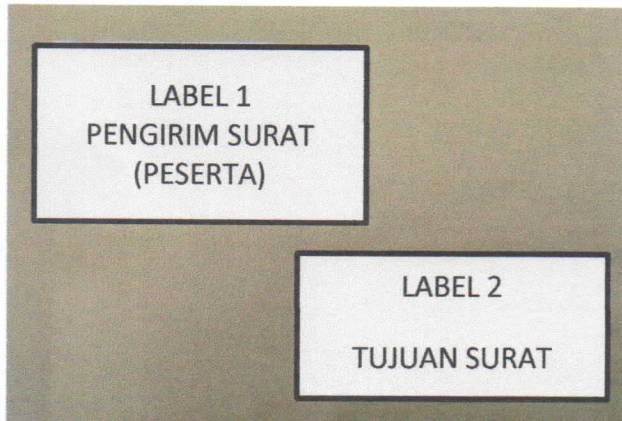 LABEL 1
PENGIRIM SURAT
(PESERTA)
LABEL 2
TUJUAN SURAT